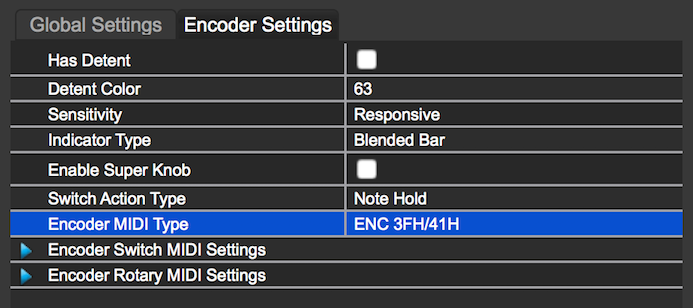 Global Settings Encoder Settings
Has Detent
Detent Color 63
Sensitivity Responsive
Indicator Type Blended Bar
Enable Super Knob
Switch Action Type Note Hold
Encoder MIDI Type ENC 3FH/41H
Encoder Switch MIDI Settings
Encoder Rotary MIDI Settings